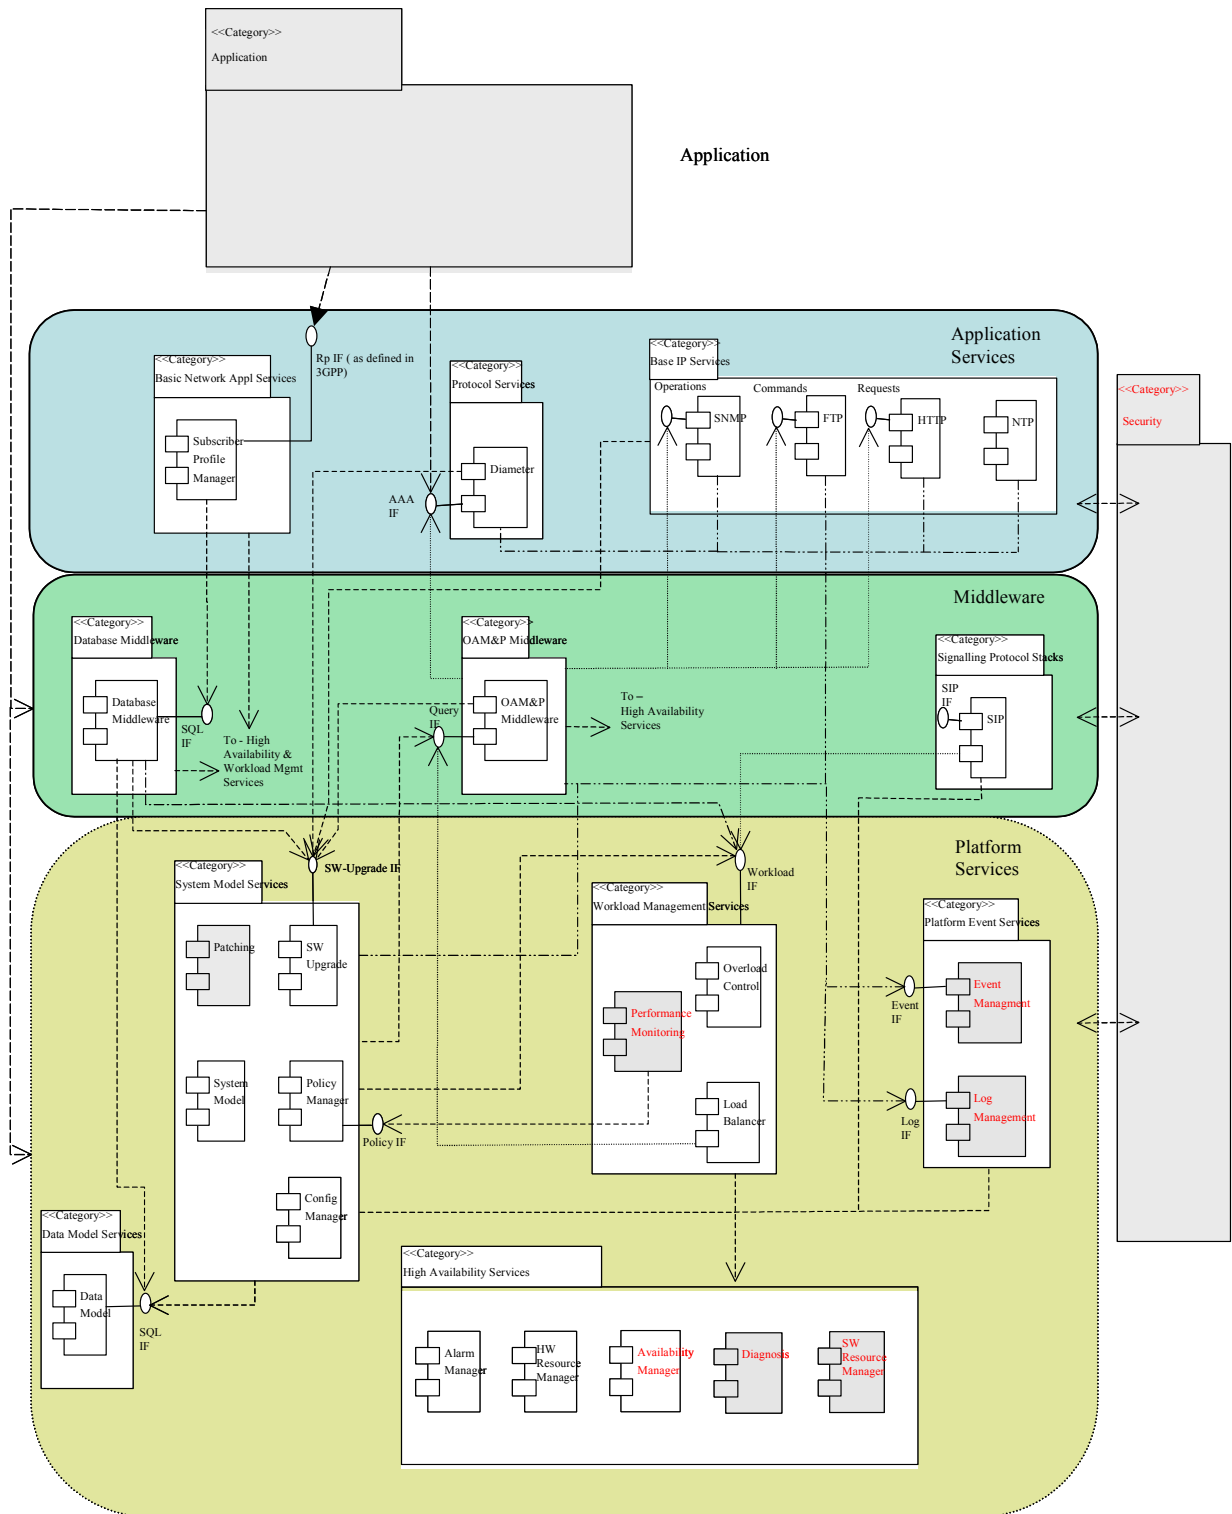 <<Category>>
Application
Application
Application
Services
<<Category>>
Basic Network Appl Services
Rp IF ( as defined in
3GPP)
<<Category>>
Protocol Services
<<Category>>
Base IP Services
Operations
Commands
Requests
SNMP
FTP
HTTP
NTP
Subscriber
Profile
Manager
Diameter
AAA
IF
<<Category>>
Security
Middleware
<<Category>>
Database Middleware
<<Category>>
OAM&P Middleware
<<Category>>
Signalling Protocol Stacks
Database
Middleware
SQL
IF
To - High
Availability &
Workload Mgmt
Services
Query
IF
OAM&P
Middleware
To –
High Availability
Services
SIP
IF
SIP
Platform
Services
SW-Upgrade IF
Workload
IF
<<Category>>
System Model Services
<<Category>>
Workload Management Services
<<Category>>
Platform Event Services
Patching
SW
Upgrade
Overload
Control
Performance
Monitoring
Event
IF
Event
Managment
System
Model
Policy
Manager
Policy IF
Load
Balancer
Log
IF
Log
Management
Config
Manager
<<Category>>
Data Model Services
Data
Model
SQL
IF
<<Category>>
High Availability Services
Alarm
Manager
HW
Resource
Manager
Availability
Manager
Diagnosis
SW
Resource
Manager